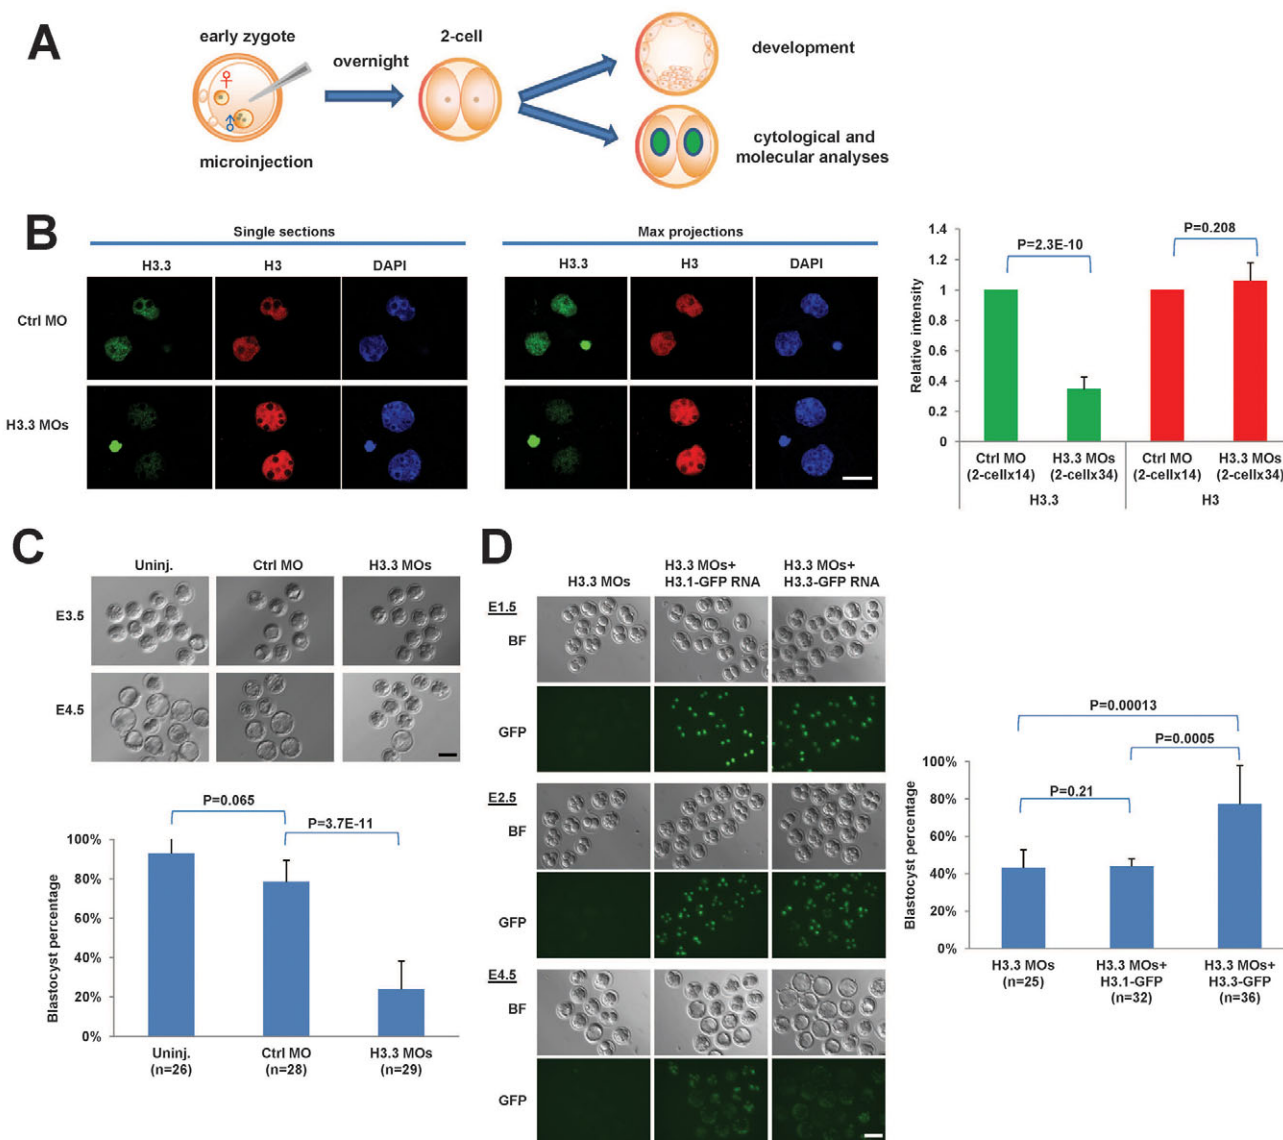 A
early zygote
2-cell
overnight
development
microinjection
cytological and
molecular analyses
B
Single sections
Max projections
H3.3
H3
DAPI
H3.3
H3
DAPI
Ctrl MO
H3.3 MOs
Relative intensity
1.4
1.2
1
0.8
0.6
0.4
0.2
0
P=2.3E-10
P=0.208
Ctrl MO
(2-cellx14)
H3.3 MOs
(2-cellx34)
Ctrl MO
(2-cellx14)
H3.3 MOs
(2-cellx34)
H3.3
H3
C
Uninj.
Ctrl MO
H3.3 MOs
E3.5
E4.5
P=0.065
P=3.7E-11
Blastocyst percentage
100%
80%
60%
40%
20%
0%
Uninj.
(n=26)
Ctrl MO
(n=28)
H3.3 MOs
(n=29)
D
H3.3 MOs
H3.3 MOs+
H3.1-GFP RNA
H3.3 MOs+
H3.3-GFP RNA
E1.5
BF
GFP
E2.5
BF
GFP
E4.5
BF
GFP
P=0.00013
P=0.0005
P=0.21
Blastocyst percentage
100%
80%
60%
40%
20%
0%
H3.3 MOs
(n=25)
H3.3 MOs+
H3.1-GFP
(n=32)
H3.3 MOs+
H3.3-GFP
(n=36)